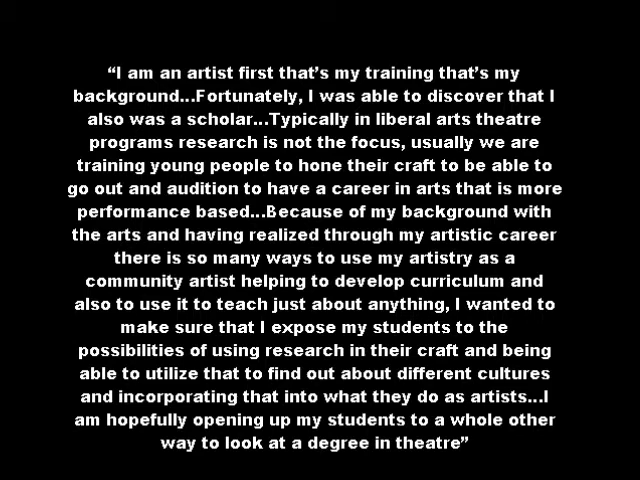 “I am an artist first that’s my training that’s my
background...Fortunately, I was able to discover that I
also was a scholar...Typically in liberal arts theatre
programs research is not the focus, usually we are
training young people to hone their craft to be able to
go out and audition to have a career in arts that is more
performance based...Because of my background with
the arts and having realized through my artistic career
there is so many ways to use my artistry as a
community artist helping to develop curriculum and
also to use it to teach just about anything, I wanted to
make sure that I expose my students to the
possibilities of using research in their craft and being
able to utilize that to find out about different cultures
and incorporating that into what they do as artists...I
am hopefully opening up my students to a whole other
way to look at a degree in theatre”